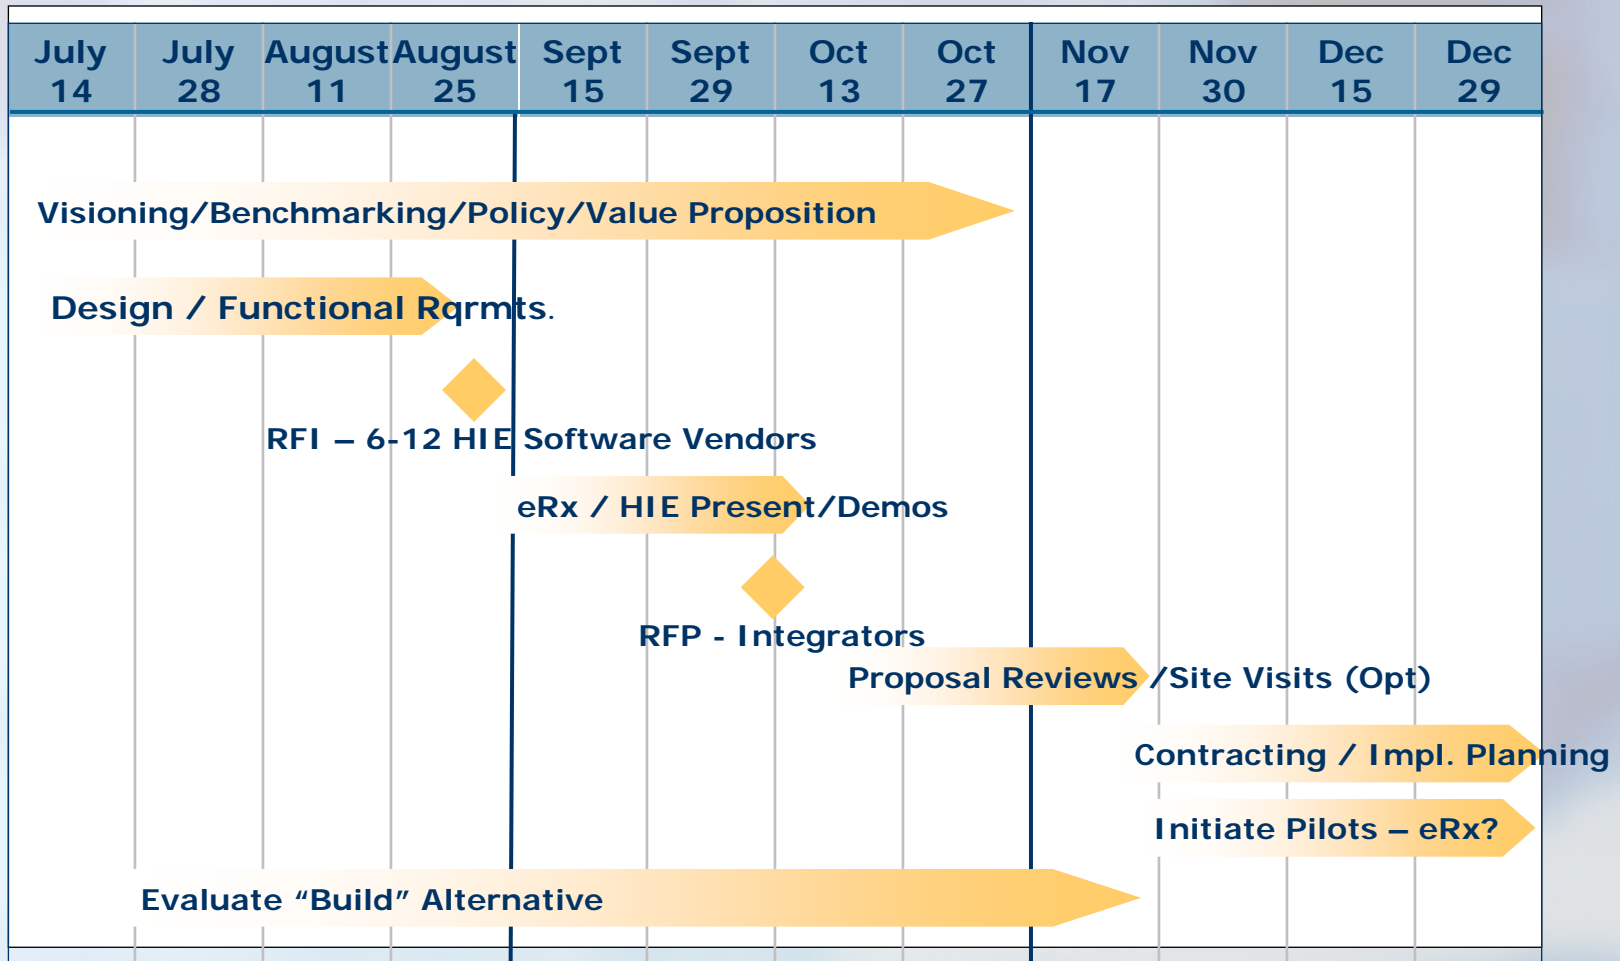 July July August August Sept Sept Oct Oct Nov Nov Dec Dec
14 28 11 25 15 29 13 27 17 30 15 29
Visioning/Benchmarking/Policy/Value Proposition
Design / Functional Rqrmts.
RFI – 6-12 HIE Software Vendors
eRx / HIE Present/Demos
RFP - Integrators
Proposal Reviews /Site Visits (Opt)
Contracting / Impl. Planning
Initiate Pilots – eRx?
Evaluate “Build” Alternative